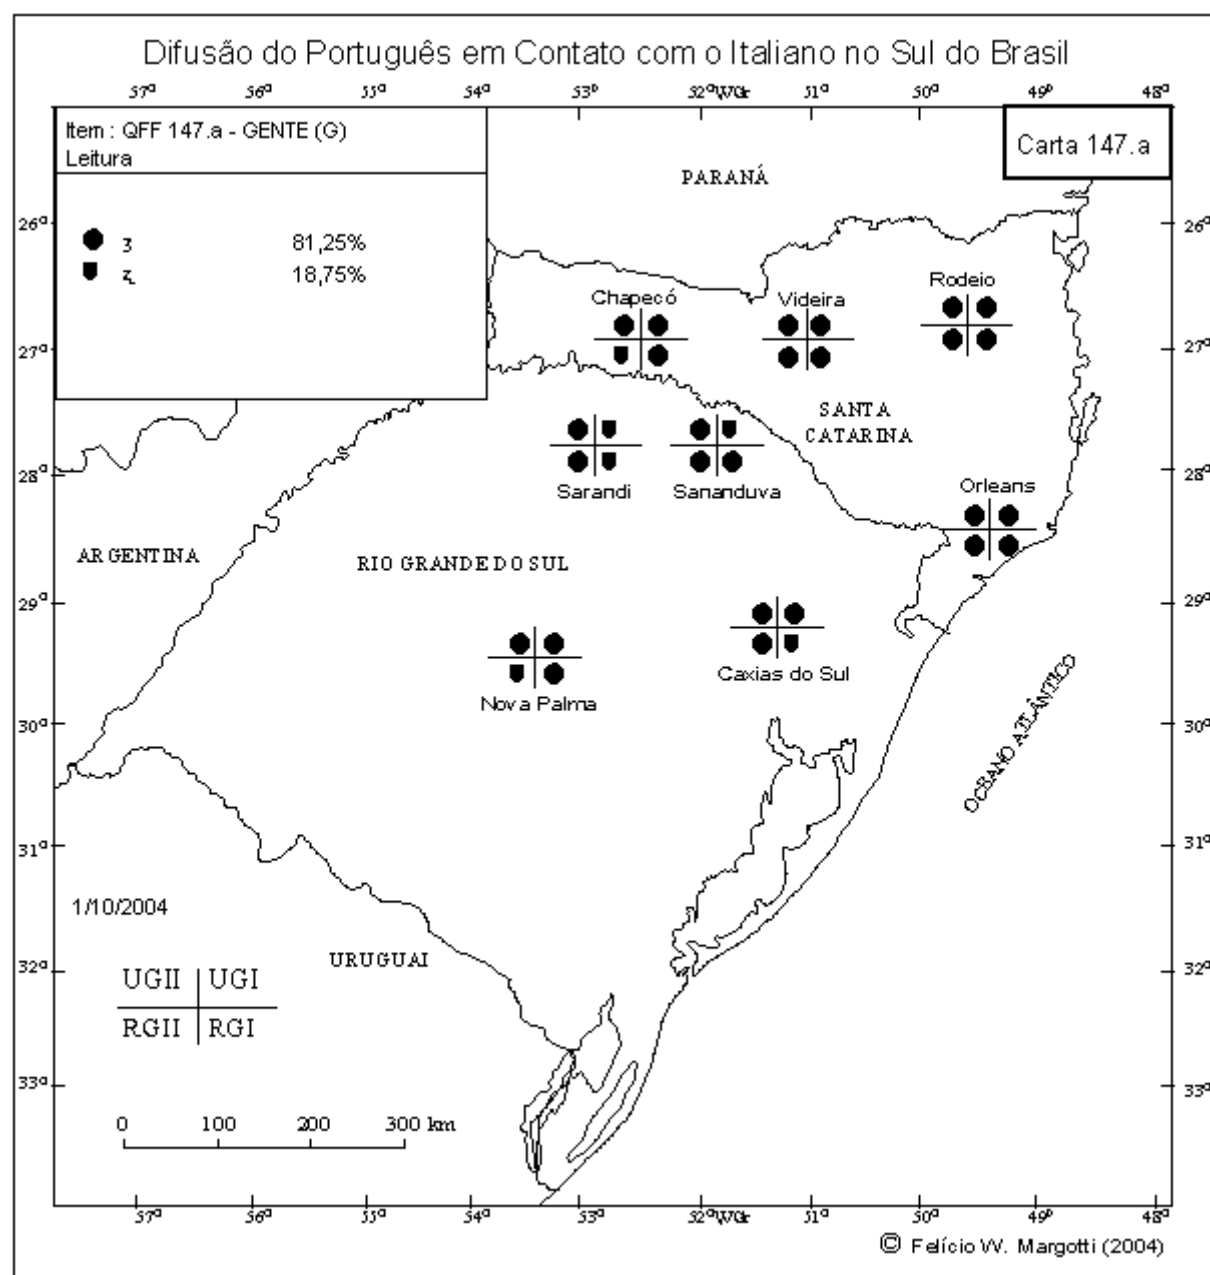 Difusão do Português em Contato com o Italiano no Sul do Brasil
57º 56º 55º 54º 53º 52º WGr 51º 50º 49º 48º
Item : QFF 147.a - GENTE (G)
Leitura
ʒ 81,25%
18,75%
Carta 147.a
PARANÁ
26º 26º
Chapecó Videira Rodeio
27º 27º
SANTA
CATARINA
28º 28º
Sarandi Sananduva Orleans
ARGENTINA
RIO GRANDE DO SUL
29º 29º
Nova Palma Caxias do Sul
30º 30º
OCEANO ATLÂNTICO
31º 31º
1/10/2004
URUGUAI
32º 32º
UGII UGI
RGII RGI
33º 33º
0 100 200 300 km
57º 56º 55º 54º 53º 52º WGr 51º 50º 49º 48º
© Felício W. Margotti (2004)